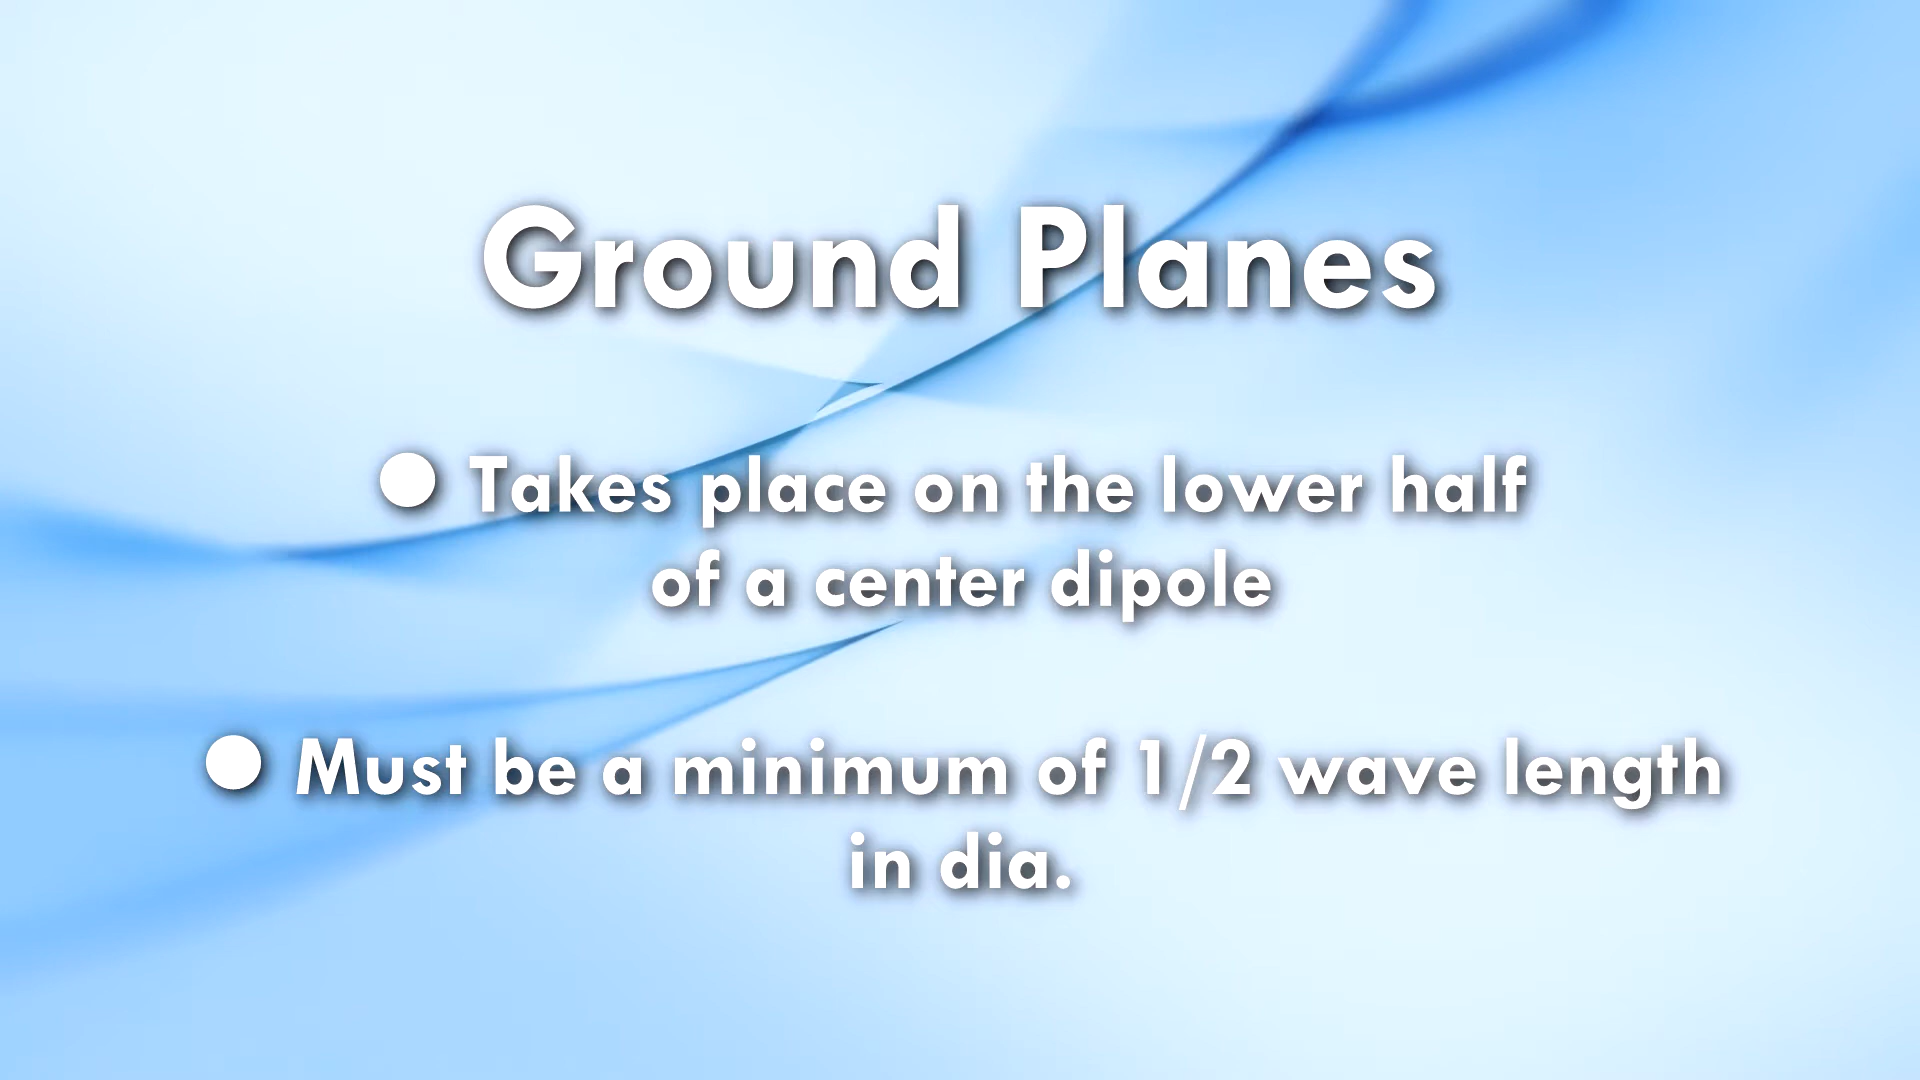 Ground Planes
● Takes place on the lower half
of a center dipole
● Must be a minimum of 1/2 wave length
in dia.